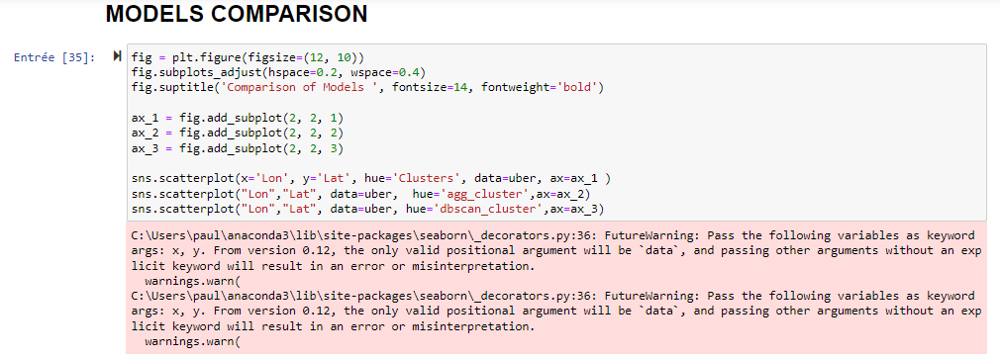 MODELS COMPARISON
Entrée [35]:
fig = plt.figure(figsize=(12, 10))
fig.subplots_adjust(hspace=0.2, wspace=0.4)
fig.suptitle('Comparison of Models ', fontsize=14, fontweight='bold')
ax_1 = fig.add_subplot(2, 2, 1)
ax_2 = fig.add_subplot(2, 2, 2)
ax_3 = fig.add_subplot(2, 2, 3)
sns.scatterplot(x='Lon', y='Lat', hue='Clusters', data=uber, ax=ax_1 )
sns.scatterplot("Lon","Lat", data=uber,  hue='agg_cluster',ax=ax_2)
sns.scatterplot("Lon","Lat", data=uber, hue='dbscan_cluster',ax=ax_3)
C:\Users\paul\anaconda3\lib\site-packages\seaborn\_decorators.py:36: FutureWarning: Pass the following variables as keyword
args: x, y. From version 0.12, the only valid positional argument will be `data`, and passing other arguments without an exp
licit keyword will result in an error or misinterpretation.
  warnings.warn(
C:\Users\paul\anaconda3\lib\site-packages\seaborn\_decorators.py:36: FutureWarning: Pass the following variables as keyword
args: x, y. From version 0.12, the only valid positional argument will be `data`, and passing other arguments without an exp
licit keyword will result in an error or misinterpretation.
  warnings.warn(